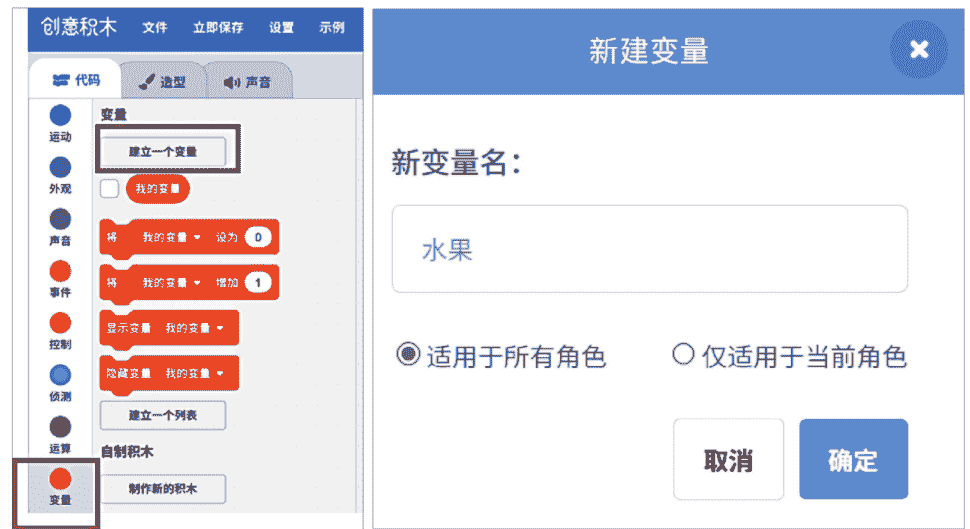 创意积木 文件 立即保存 设置 示例
代码 造型 声音
运动
外观
声音
事件
控制
侦测
运算
变量
变量
建立一个变量
我的变量
将 我的变量 设为 0
将 我的变量 增加 1
显示变量 我的变量
隐藏变量 我的变量
建立一个列表
自制积木
制作新的积木
新建变量
新变量名：
水果
适用于所有角色 仅适用于当前角色
取消 确定